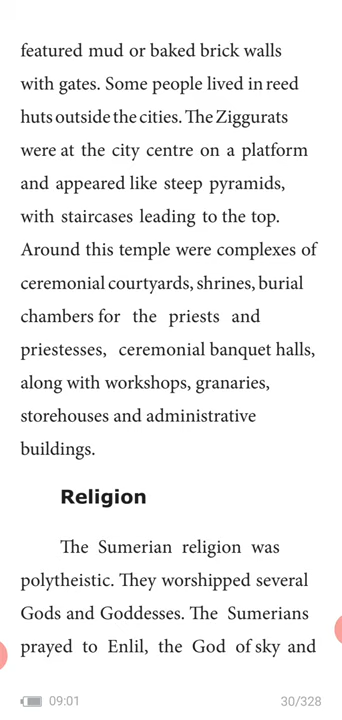 featured mud or baked brick walls
with gates. Some people lived in reed
huts outside the cities. The Ziggurats
were at the city centre on a platform
and appeared like steep pyramids,
with staircases leading to the top.
Around this temple were complexes of
ceremonial courtyards, shrines, burial
chambers for the priests and
priestesses, ceremonial banquet halls,
along with workshops, granaries,
storehouses and administrative
buildings.
Religion
The Sumerian religion was
polytheistic. They worshipped several
Gods and Goddesses. The Sumerians
prayed to Enlil, the God of sky and
09:01 30/328